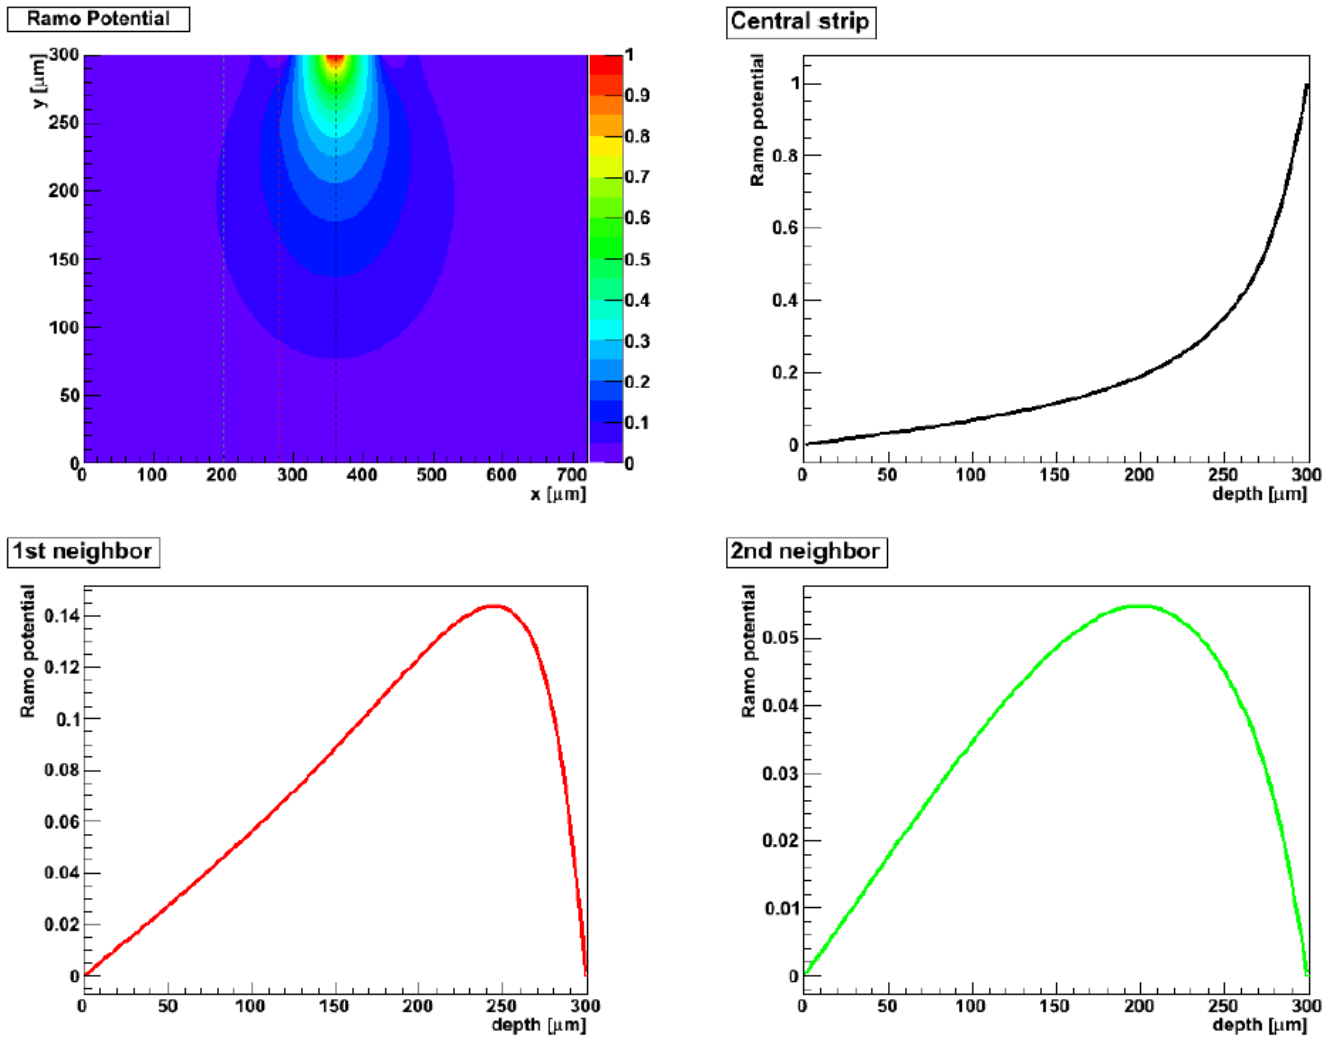 Ramo Potential
y [μm]
300
250
200
150
100
50
0
0 100 200 300 400 500 600 700
x [μm]
1
0.9
0.8
0.7
0.6
0.5
0.4
0.3
0.2
0.1
0
Central strip
Ramo potential
1
0.8
0.6
0.4
0.2
0
0 50 100 150 200 250 300
depth [μm]
1st neighbor
Ramo potential
0.14
0.12
0.1
0.08
0.06
0.04
0.02
0
0 50 100 150 200 250 300
depth [μm]
2nd neighbor
Ramo potential
0.05
0.04
0.03
0.02
0.01
0
0 50 100 150 200 250 300
depth [μm]